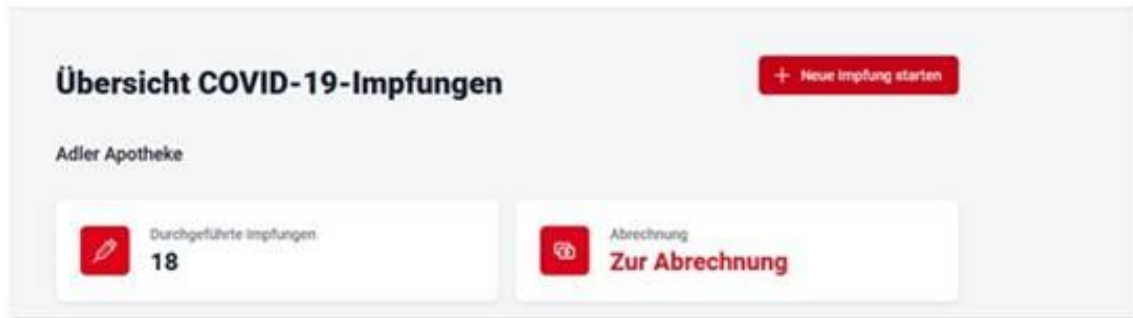 Übersicht COVID-19-Impfungen
+ Neue Impfung starten
Adler Apotheke
Durchgeführte Impfungen
18
Abrechnung
Zur Abrechnung